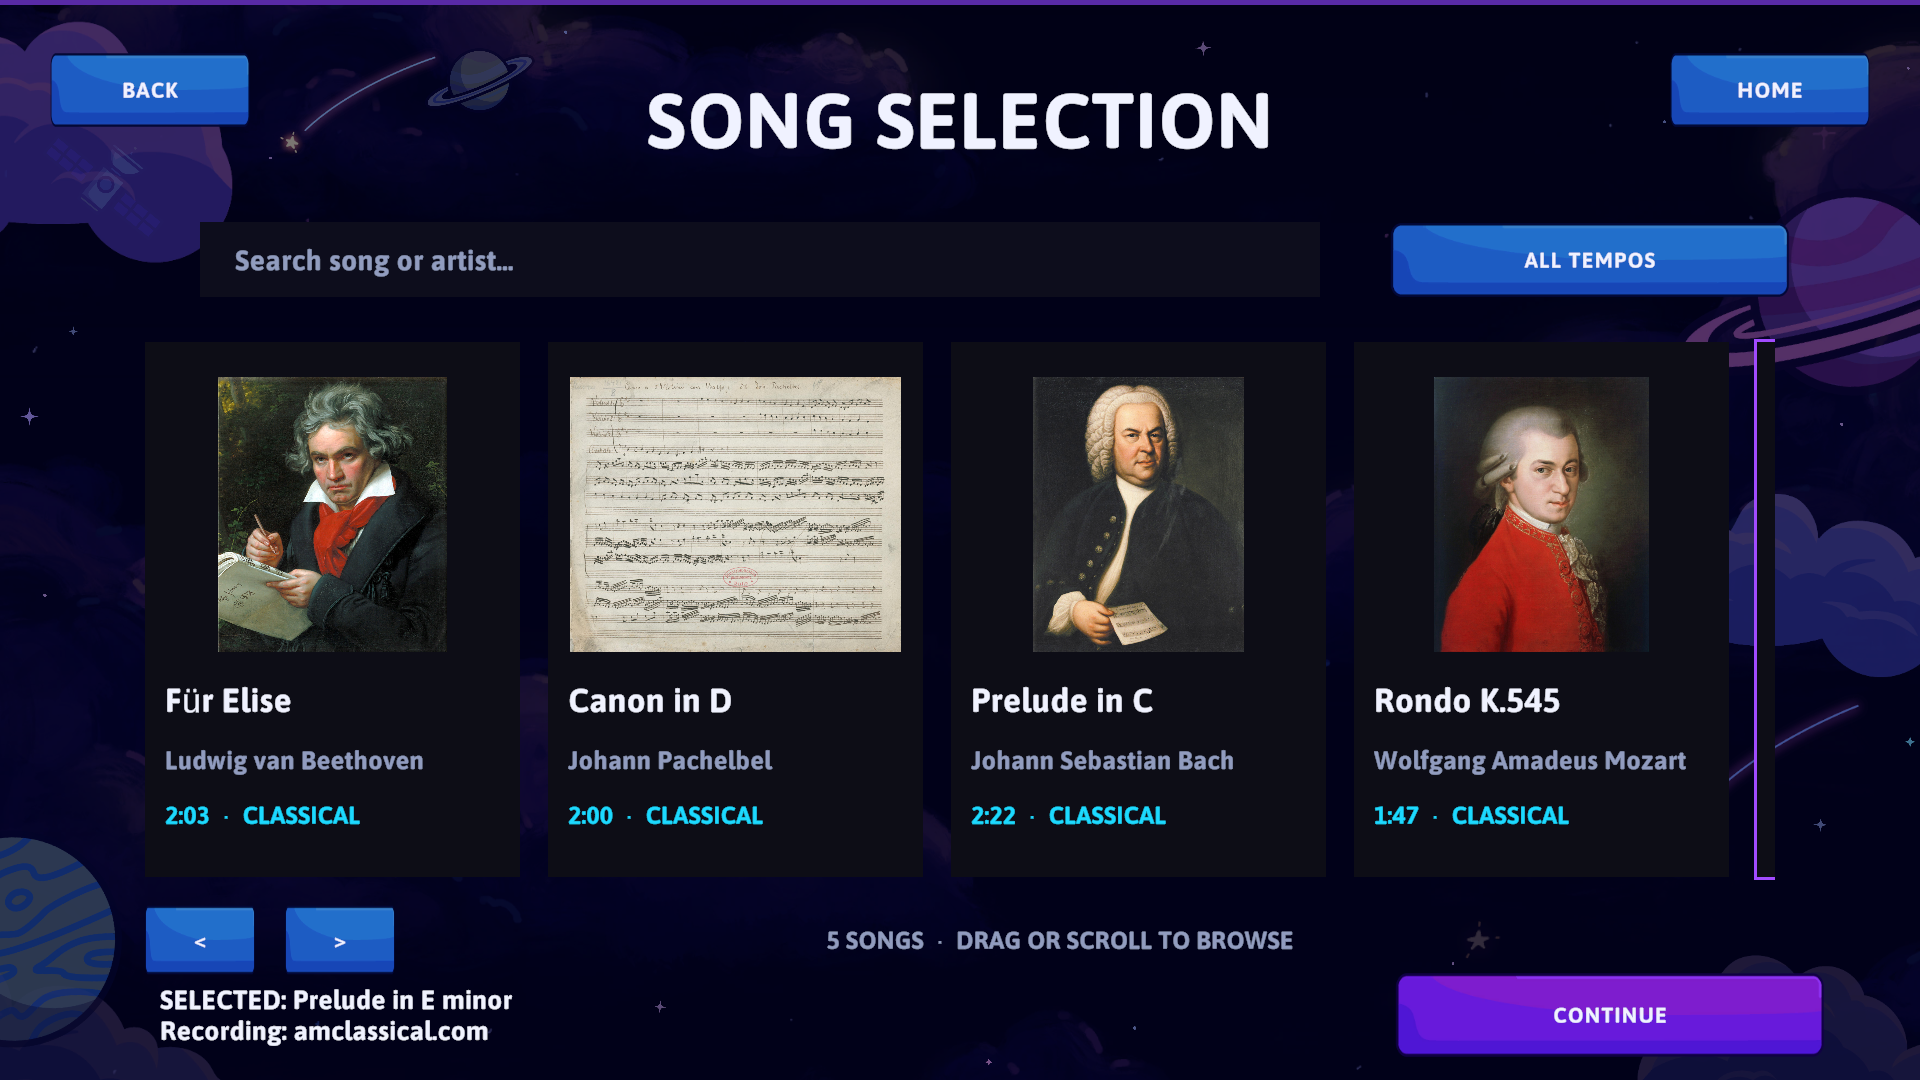 BACK
HOME
SONG SELECTION
Search song or artist...
ALL TEMPOS
Für Elise
Ludwig van Beethoven
2:03 · CLASSICAL
Canon in D
Johann Pachelbel
2:00 · CLASSICAL
Prelude in C
Johann Sebastian Bach
2:22 · CLASSICAL
Rondo K.545
Wolfgang Amadeus Mozart
1:47 · CLASSICAL
<
>
5 SONGS · DRAG OR SCROLL TO BROWSE
SELECTED: Prelude in E minor
Recording: amclassical.com
CONTINUE